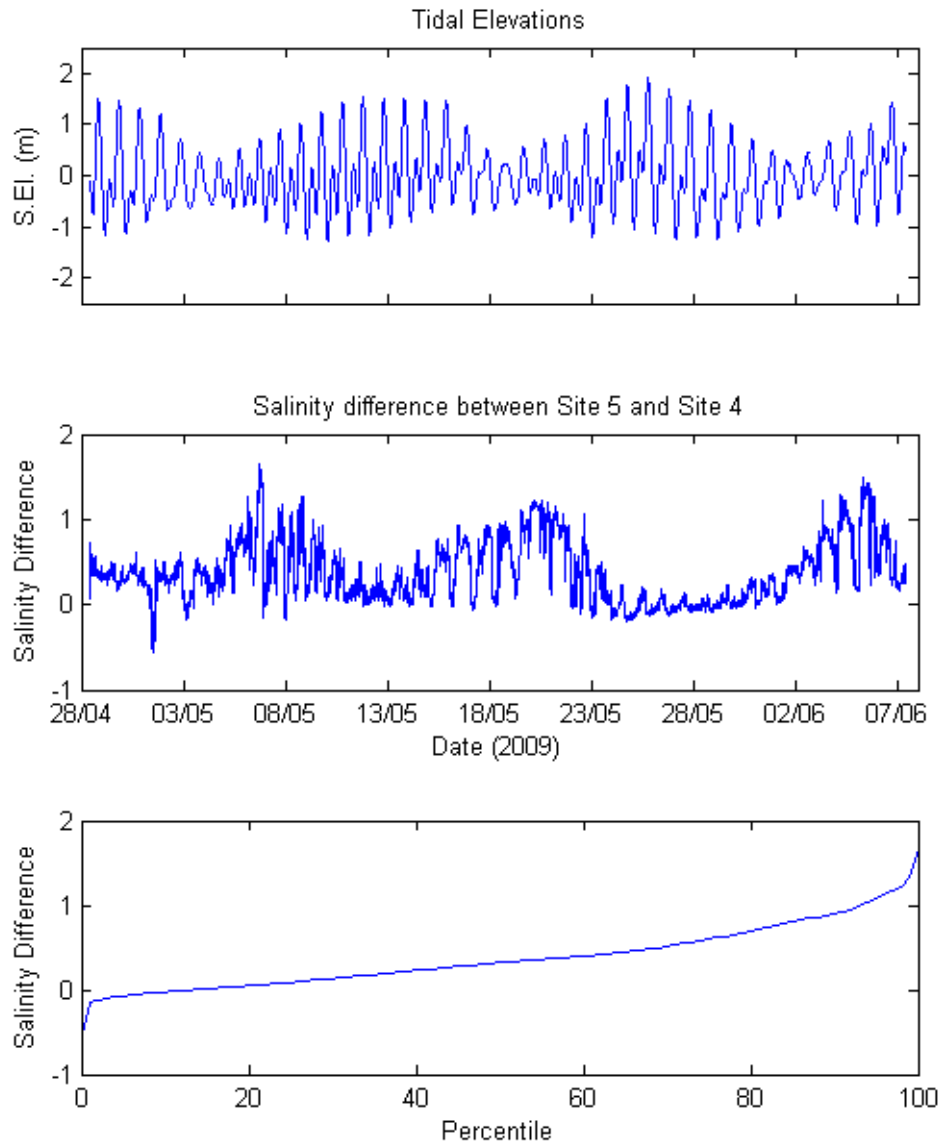 Tidal Elevations
2
1
0
-1
-2
S.El. (m)
Salinity difference between Site 5 and Site 4
2
1
0
-1
Salinity Difference
28/04 03/05 08/05 13/05 18/05 23/05 28/05 02/06 07/06
Date (2009)
2
1
0
-1
Salinity Difference
0 20 40 60 80 100
Percentile